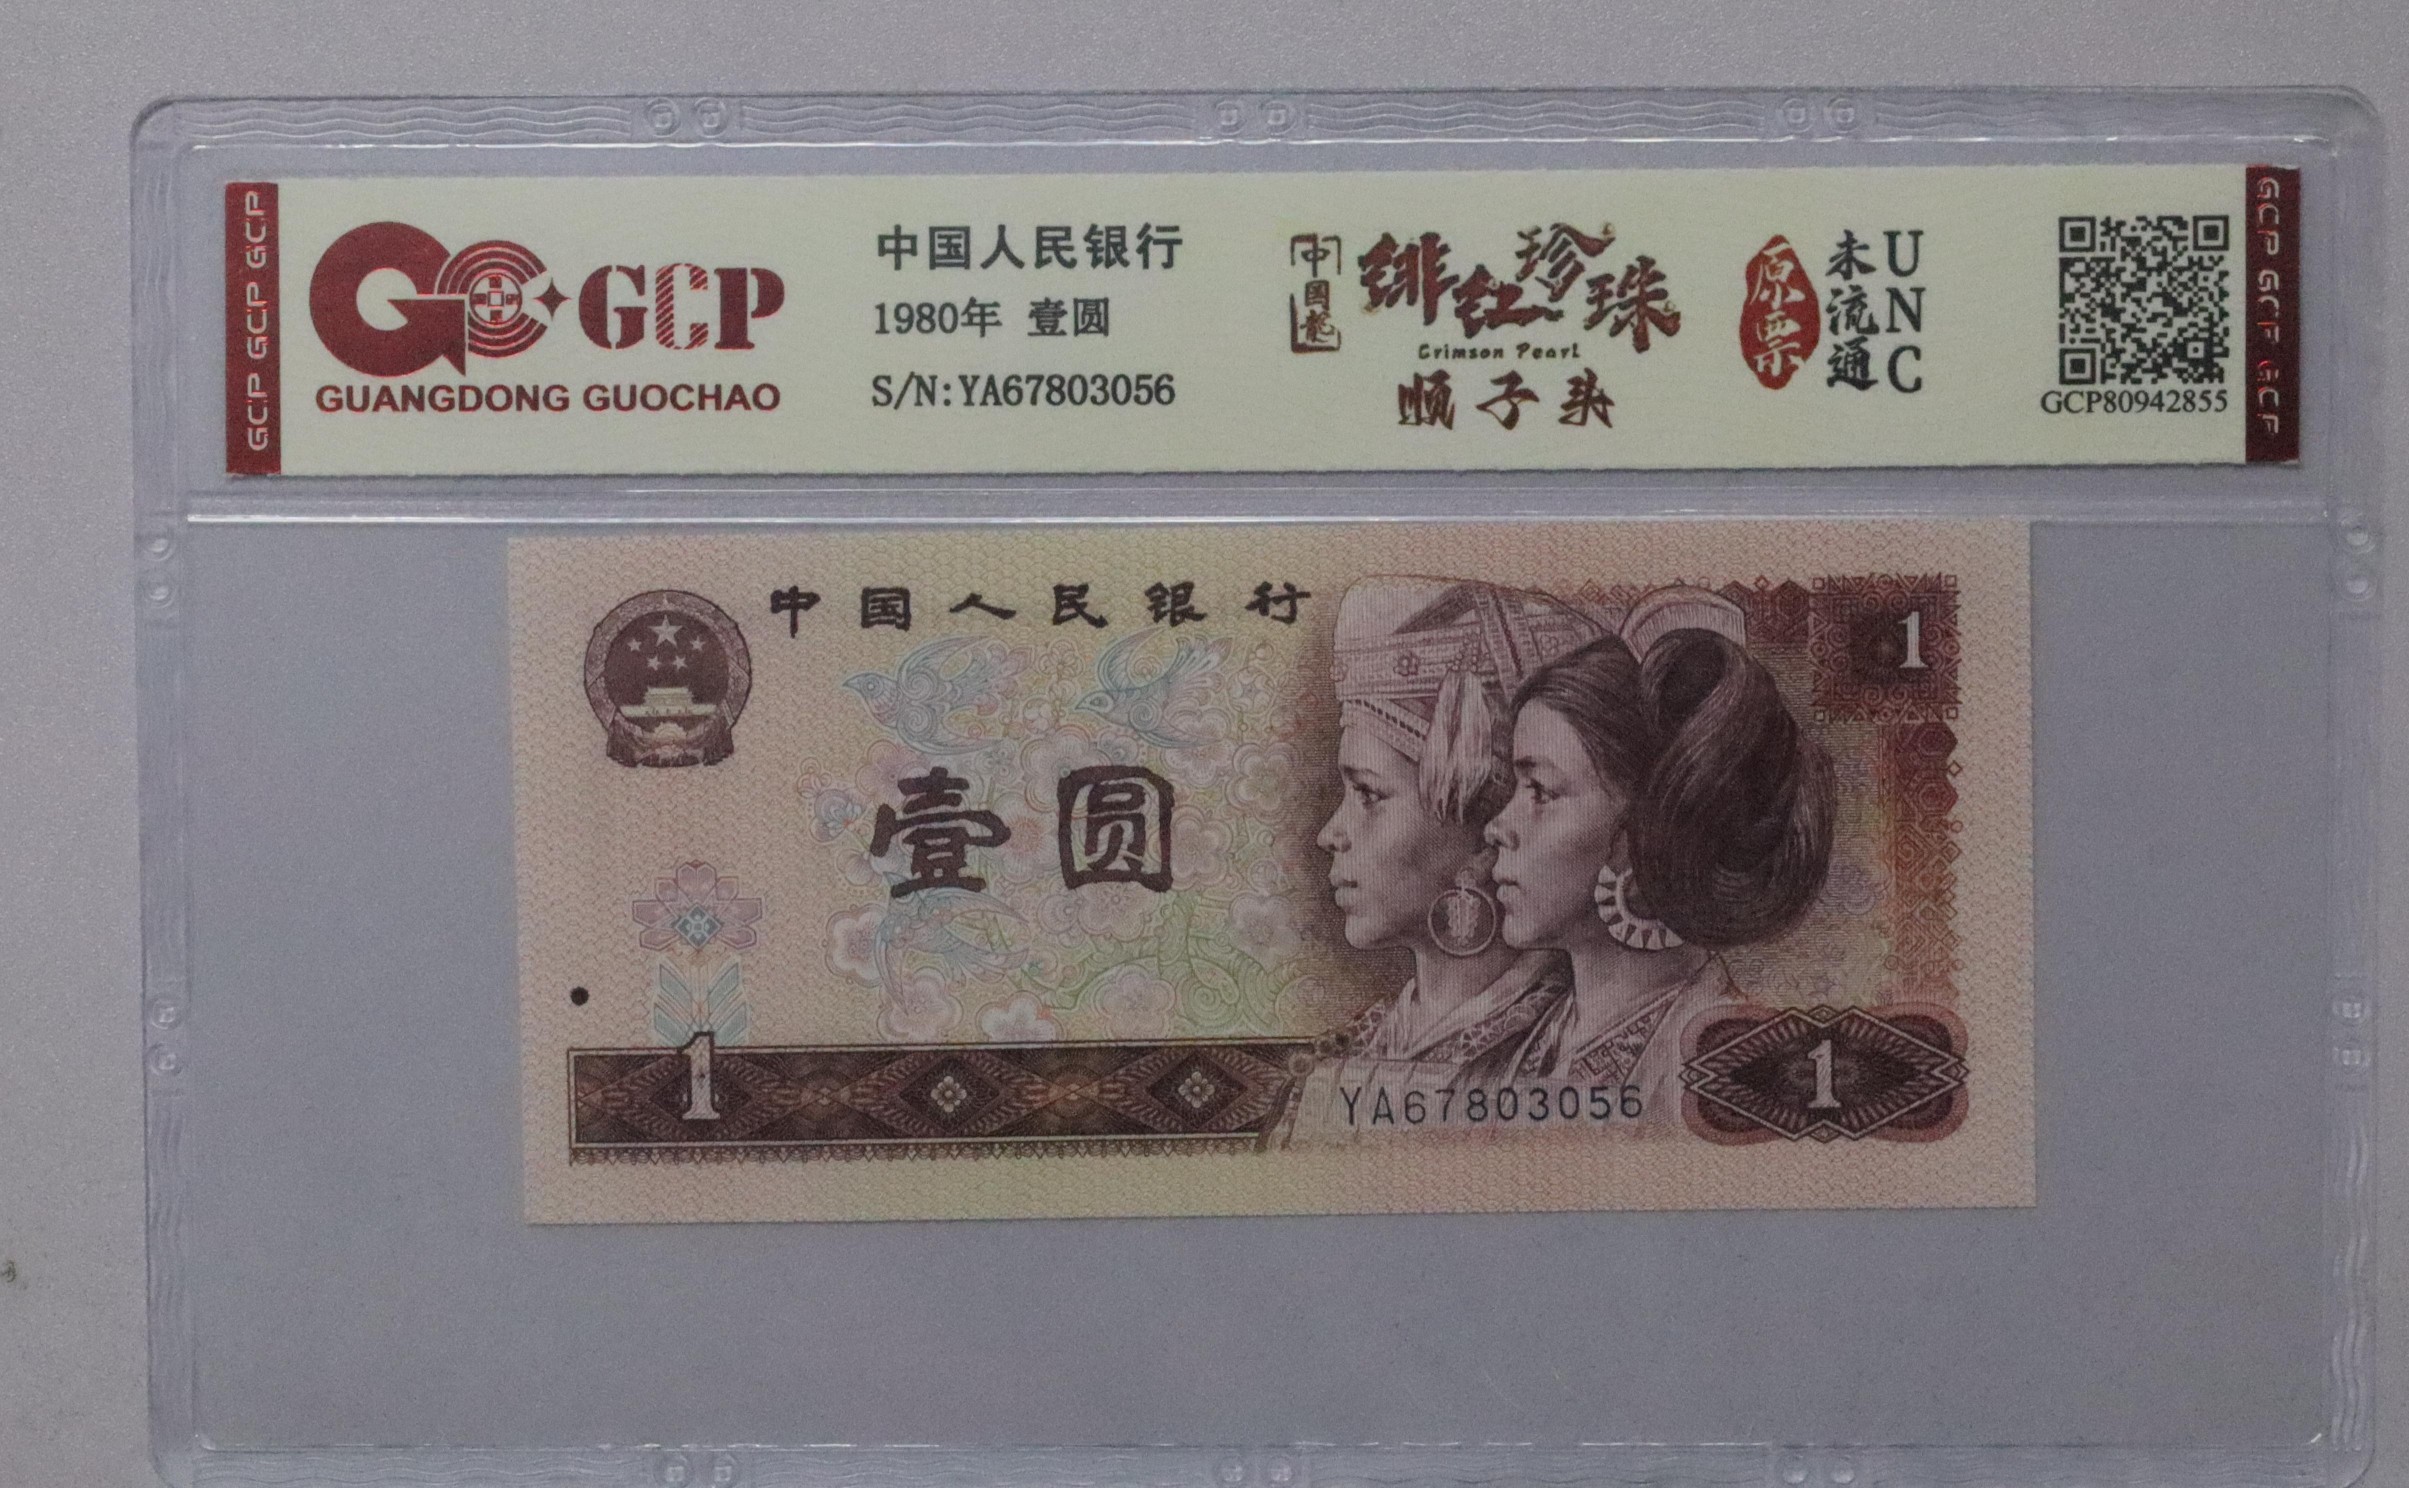 GCP GCP GCP
GCP
GUANGDONG GUOCHAO
中国人民银行
1980年 壹圆
S/N:YA67803056
中国龙
绯红珍珠
Crimson Pearl
顺子头
原票
未流通
UNC
GCP80942855
GCP GCP GCP
中国人民银行
1
壹圆
1
YA67803056
1